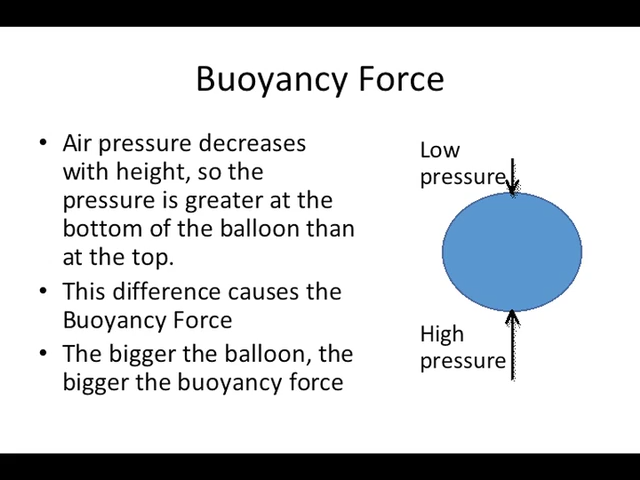 Buoyancy Force
• Air pressure decreases
with height, so the
pressure is greater at the
bottom of the balloon than
at the top.
• This difference causes the
Buoyancy Force
• The bigger the balloon, the
bigger the buoyancy force
Low
pressure
High
pressure